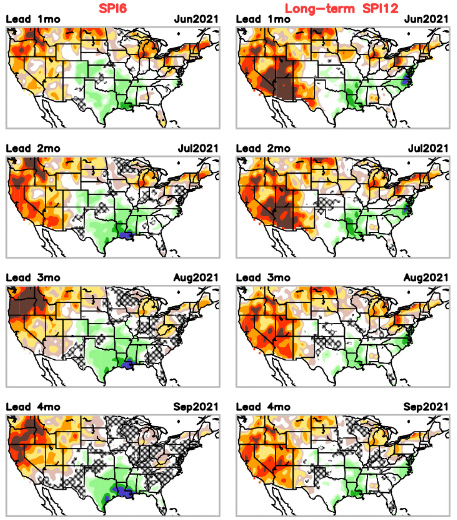 SPI6 Long-term SPI12
Lead 1mo Jun2021 Lead 1mo Jun2021
Lead 2mo Jul2021 Lead 2mo Jul2021
Lead 3mo Aug2021 Lead 3mo Aug2021
Lead 4mo Sep2021 Lead 4mo Sep2021